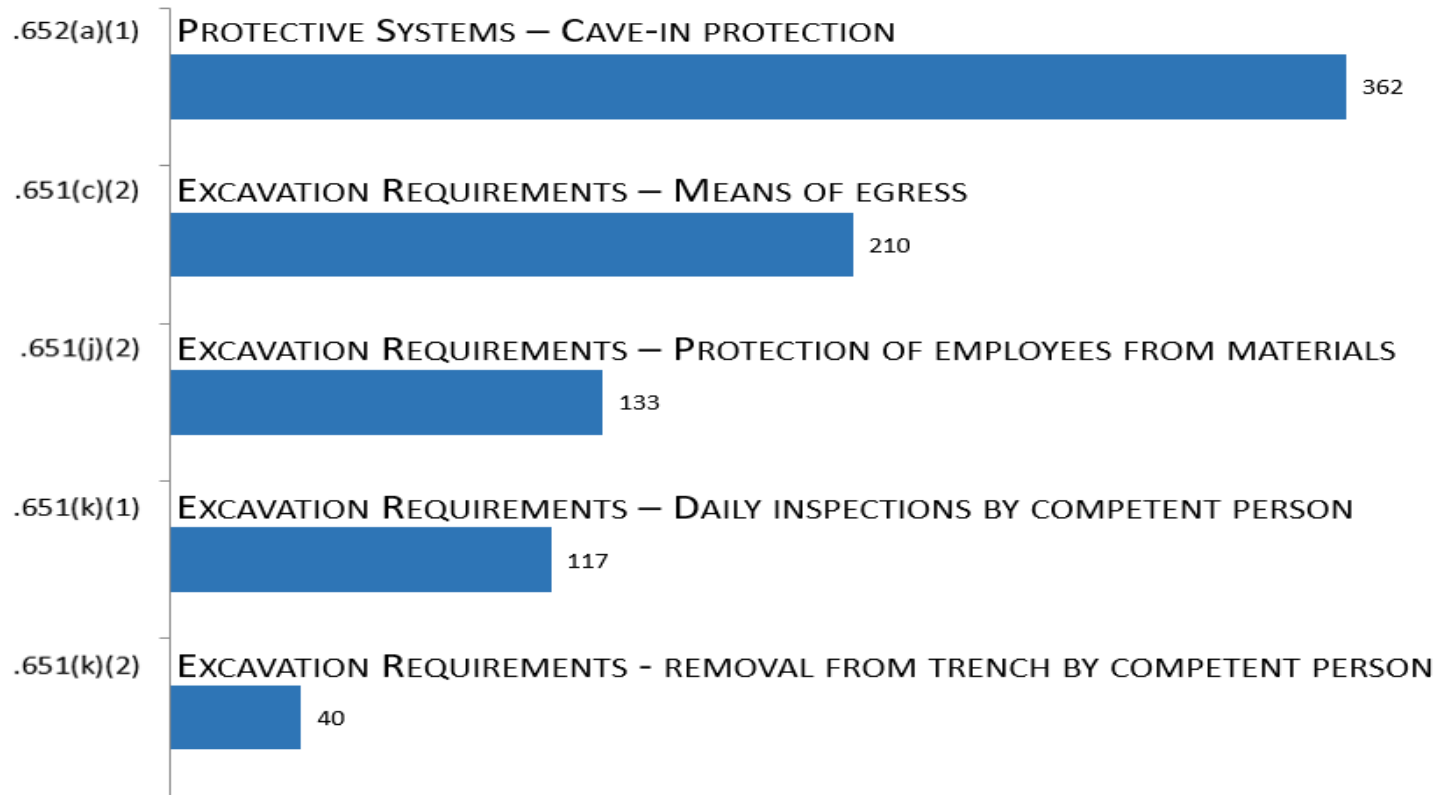 .652(a)(1) PROTECTIVE SYSTEMS – CAVE-IN PROTECTION
362
.651(c)(2) EXCAVATION REQUIREMENTS – MEANS OF EGRESS
210
.651(j)(2) EXCAVATION REQUIREMENTS – PROTECTION OF EMPLOYEES FROM MATERIALS
133
.651(k)(1) EXCAVATION REQUIREMENTS – DAILY INSPECTIONS BY COMPETENT PERSON
117
.651(k)(2) EXCAVATION REQUIREMENTS - REMOVAL FROM TRENCH BY COMPETENT PERSON
40